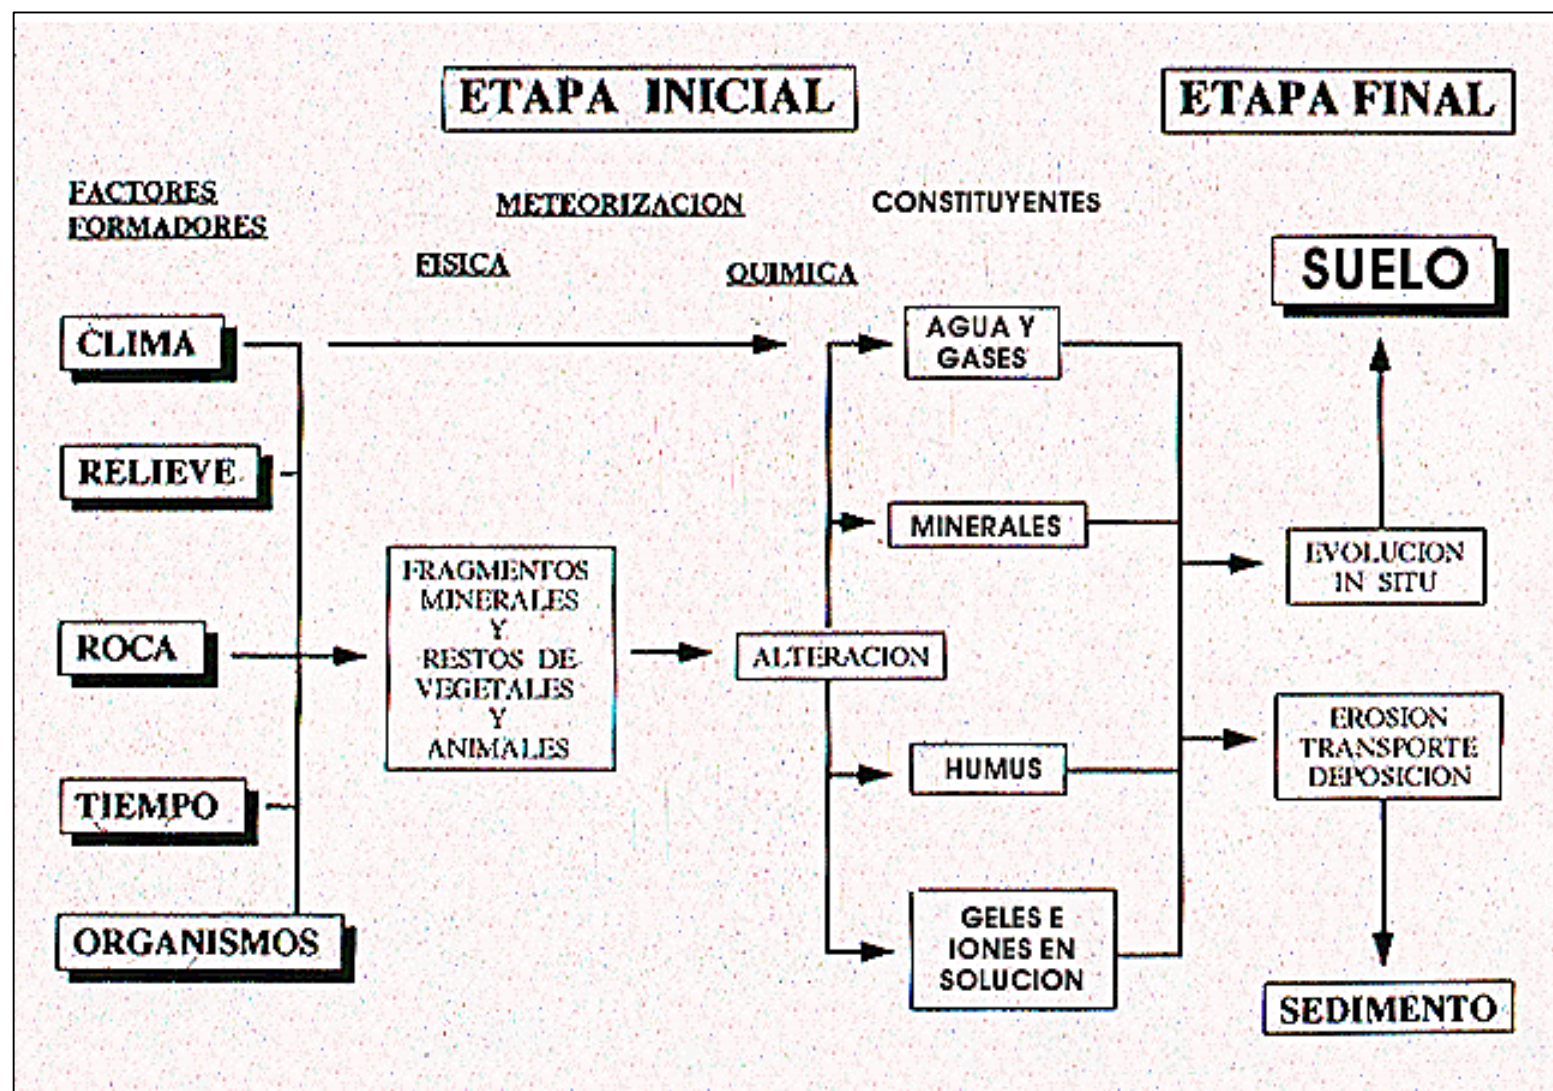 ETAPA INICIAL
ETAPA FINAL
FACTORES
FORMADORES
METEORIZACION
CONSTITUYENTES
FISICA
QUIMICA
SUELO
CLIMA
AGUA Y
GASES
RELIEVE
MINERALES
EVOLUCION
IN SITU
FRAGMENTOS
MINERALES
Y
RESTOS DE
VEGETALES
Y
ANIMALES
ROCA
ALTERACION
EROSION
TRANSPORTE
DEPOSICION
TIEMPO
HUMUS
ORGANISMOS
GELES E
IONES EN
SOLUCION
SEDIMENTO